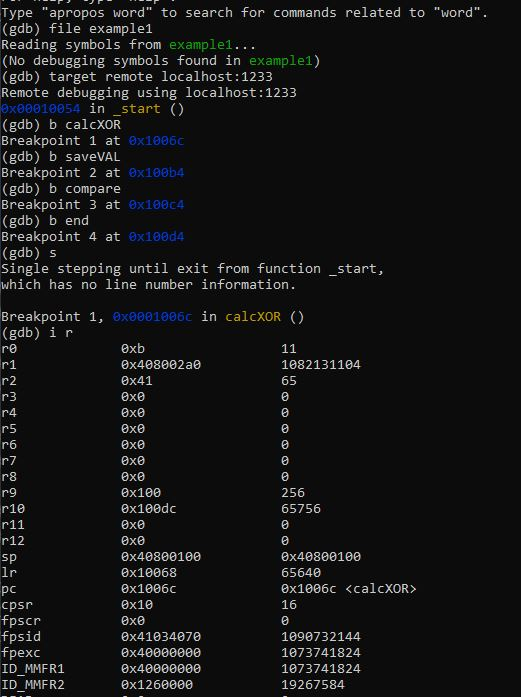 Type "apropos word" to search for commands related to "word".
(gdb) file example1
Reading symbols from example1...
(No debugging symbols found in example1)
(gdb) target remote localhost:1233
Remote debugging using localhost:1233
0x00010054 in _start ()
(gdb) b calcXOR
Breakpoint 1 at 0x1006c
(gdb) b saveVAL
Breakpoint 2 at 0x100b4
(gdb) b compare
Breakpoint 3 at 0x100c4
(gdb) b end
Breakpoint 4 at 0x100d4
(gdb) s
Single stepping until exit from function _start,
which has no line number information.

Breakpoint 1, 0x0001006c in calcXOR ()
(gdb) i r
r0 0xb 11
r1 0x408002a0 1082131104
r2 0x41 65
r3 0x0 0
r4 0x0 0
r5 0x0 0
r6 0x0 0
r7 0x0 0
r8 0x0 0
r9 0x100 256
r10 0x100dc 65756
r11 0x0 0
r12 0x0 0
sp 0x40800100 0x40800100
lr 0x10068 65640
pc 0x1006c 0x1006c <calcXOR>
cpsr 0x10 16
fpscr 0x0 0
fpsid 0x41034070 1090732144
fpexc 0x40000000 1073741824
ID_MMFR1 0x40000000 1073741824
ID_MMFR2 0x1260000 19267584